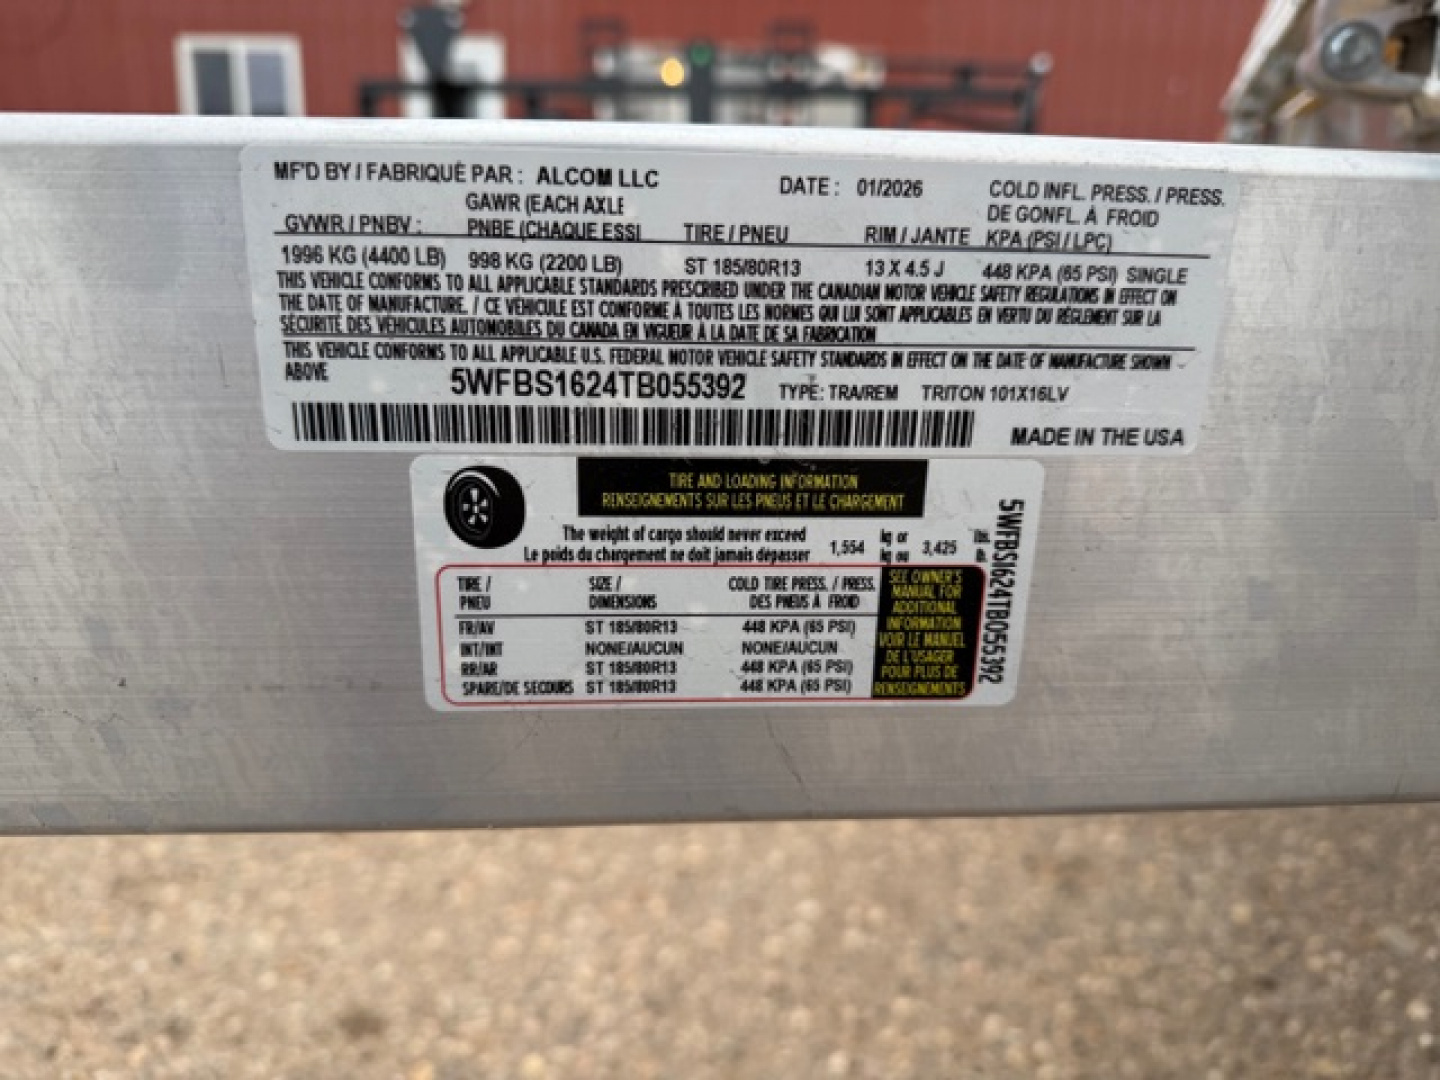 MF'D BY / FABRIQUÉ PAR : ALCOM LLC DATE : 01/2026 COLD INFL. PRESS. / PRESS.
GAWR (EACH AXLE DE GONFL. À FROID
GVWR / PNBV : PNBE (CHAQUE ESSI TIRE / PNEU RIM / JANTE KPA (PSI / LPC)
1996 KG (4400 LB) 998 KG (2200 LB) ST 185/80R13 13 X 4.5 J 448 KPA (65 PSI) SINGLE
THIS VEHICLE CONFORMS TO ALL APPLICABLE STANDARDS PRESCRIBED UNDER THE CANADIAN MOTOR VEHICLE SAFETY REGULATIONS IN EFFECT ON
THE DATE OF MANUFACTURE. / CE VÉHICULE EST CONFORME À TOUTES LES NORMES QUI LUI SONT APPLICABLES EN VERTU DU RÈGLEMENT SUR LA
SÉCURITÉ DES VÉHICULES AUTOMOBILES DU CANADA EN VIGUEUR À LA DATE DE SA FABRICATION
THIS VEHICLE CONFORMS TO ALL APPLICABLE U.S. FEDERAL MOTOR VEHICLE SAFETY STANDARDS IN EFFECT ON THE DATE OF MANUFACTURE SHOWN
ABOVE 5WFBS1624TB055392 TYPE: TRA/REM TRITON 101X16LV
MADE IN THE USA
TIRE AND LOADING INFORMATION
RENSEIGNEMENTS SUR LES PNEUS ET LE CHARGEMENT
The weight of cargo should never exceed kg or lbs.
Le poids du chargement ne doit jamais dépasser 1,554 kg ou 3,425 lb.
TIRE / SIZE / COLD TIRE PRESS. / PRESS.
PNEU DIMENSIONS DES PNEUS À FROID
FR/AV ST 185/80R13 448 KPA (65 PSI)
INT/INT NONE/AUCUN NONE/AUCUN
RR/AR ST 185/80R13 448 KPA (65 PSI)
SPARE/DE SECOURS ST 185/80R13 448 KPA (65 PSI)
SEE OWNER'S
MANUAL FOR
ADDITIONAL
INFORMATION
VOIR LE MANUEL
DE L'USAGER
POUR PLUS DE
RENSEIGNEMENTS
5WFBS1624TB055392